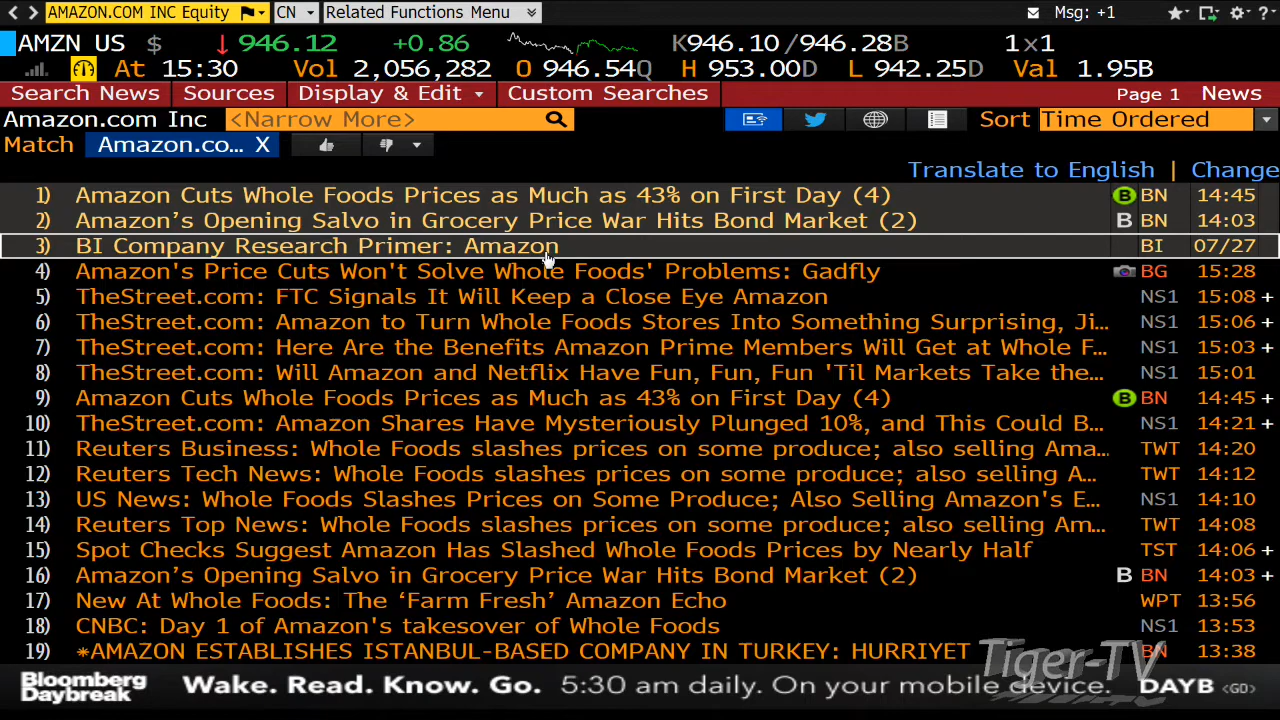 AMAZON.COM INC Equity CN Related Functions Menu Msg: +1
AMZN US $ ↓946.12 +0.86 K946.10 /946.28B 1x1
At 15:30 Vol 2,056,282 O 946.54Q H 953.00D L 942.25D Val 1.95B
Search News Sources Display & Edit Custom Searches Page 1 News
Amazon.com Inc <Narrow More> Sort Time Ordered
Match Amazon.co... X
Translate to English | Change
1) Amazon Cuts Whole Foods Prices as Much as 43% on First Day (4) B BN 14:45
2) Amazon’s Opening Salvo in Grocery Price War Hits Bond Market (2) B BN 14:03
3) BI Company Research Primer: Amazon BI 07/27
4) Amazon's Price Cuts Won't Solve Whole Foods' Problems: Gadfly BG 15:28
5) TheStreet.com: FTC Signals It Will Keep a Close Eye Amazon NS1 15:08 +
6) TheStreet.com: Amazon to Turn Whole Foods Stores Into Something Surprising, Ji... NS1 15:06 +
7) TheStreet.com: Here Are the Benefits Amazon Prime Members Will Get at Whole F... NS1 15:03 +
8) TheStreet.com: Will Amazon and Netflix Have Fun, Fun, Fun 'Til Markets Take the... NS1 15:01
9) Amazon Cuts Whole Foods Prices as Much as 43% on First Day (4) B BN 14:45 +
10) TheStreet.com: Amazon Shares Have Mysteriously Plunged 10%, and This Could B... NS1 14:21 +
11) Reuters Business: Whole Foods slashes prices on some produce; also selling Ama... TWT 14:20
12) Reuters Tech News: Whole Foods slashes prices on some produce; also selling A... TWT 14:12
13) US News: Whole Foods Slashes Prices on Some Produce; Also Selling Amazon's E... NS1 14:10
14) Reuters Top News: Whole Foods slashes prices on some produce; also selling Am... TWT 14:08
15) Spot Checks Suggest Amazon Has Slashed Whole Foods Prices by Nearly Half TST 14:06 +
16) Amazon’s Opening Salvo in Grocery Price War Hits Bond Market (2) B BN 14:03 +
17) New At Whole Foods: The ‘Farm Fresh’ Amazon Echo WPT 13:56
18) CNBC: Day 1 of Amazon's takeover of Whole Foods NS1 13:53
19) *AMAZON ESTABLISHES ISTANBUL-BASED COMPANY IN TURKEY: HURRIYET BN 13:38
Tiger-TV
Bloomberg Daybreak Wake. Read. Know. Go. 5:30 am daily. On your mobile device. DAYB <GO>